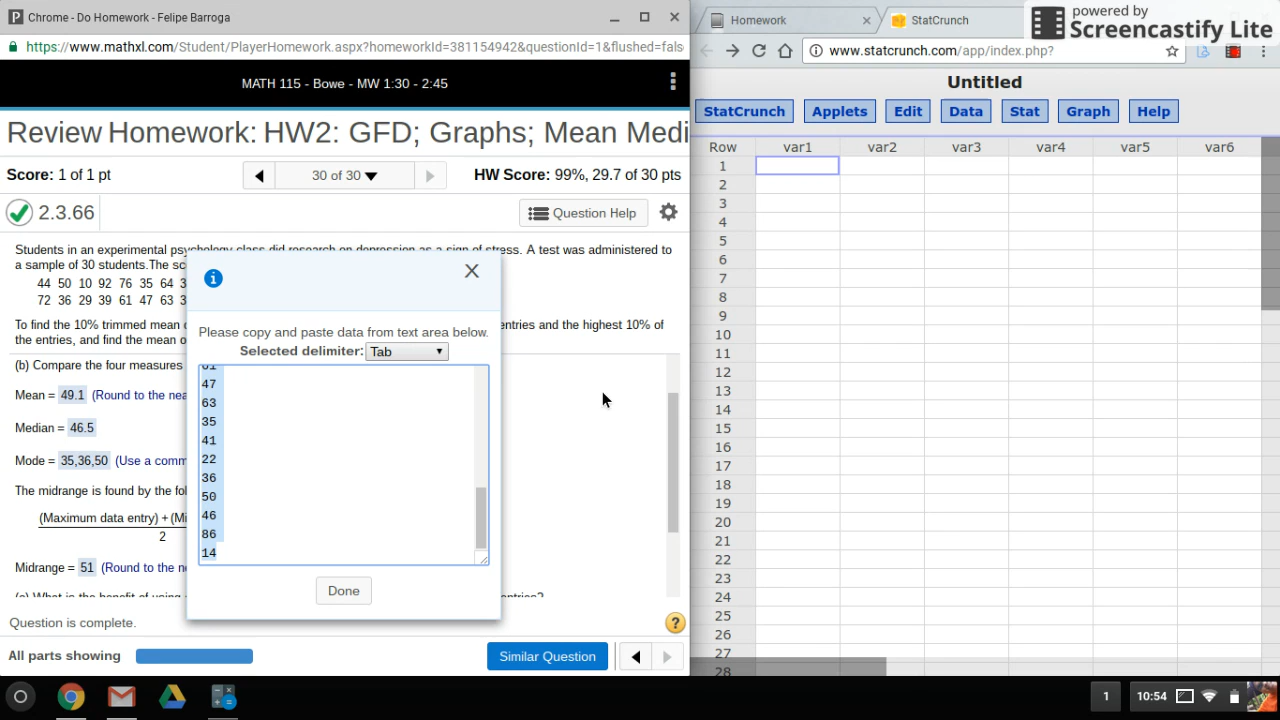 Chrome - Do Homework - Felipe Barroga
https://www.mathxl.com/Student/PlayerHomework.aspx?homeworkId=381154942&questionId=1&flushed=fals
MATH 115 - Bowe - MW 1:30 - 2:45
Review Homework: HW2: GFD; Graphs; Mean Medi
Score: 1 of 1 pt
30 of 30
HW Score: 99%, 29.7 of 30 pts
2.3.66
Question Help
Students in an experimental psychology class did research on depression as a sign of stress. A test was administered to
a sample of 30 students.The sc
44 50 10 92 76 35 64 3
72 36 29 39 61 47 63 3
To find the 10% trimmed mean
entries and the highest 10% of
the entries, and find the mean o
(b) Compare the four measures
Mean = 49.1 (Round to the nea
Median = 46.5
Mode = 35,36,50 (Use a comm
The midrange is found by the fo
(Maximum data entry) + (Mi
2
Midrange = 51 (Round to the n
Question is complete.
All parts showing
Similar Question
i
Please copy and paste data from text area below.
Selected delimiter: Tab
61
47
63
35
41
22
36
50
46
86
14
Done
?
Homework
StatCrunch
powered by
Screencastify Lite
www.statcrunch.com/app/index.php?
Untitled
StatCrunch Applets Edit Data Stat Graph Help
Row var1 var2 var3 var4 var5 var6
1
2
3
4
5
6
7
8
9
10
11
12
13
14
15
16
17
18
19
20
21
22
23
24
25
26
27
28
1
10:54